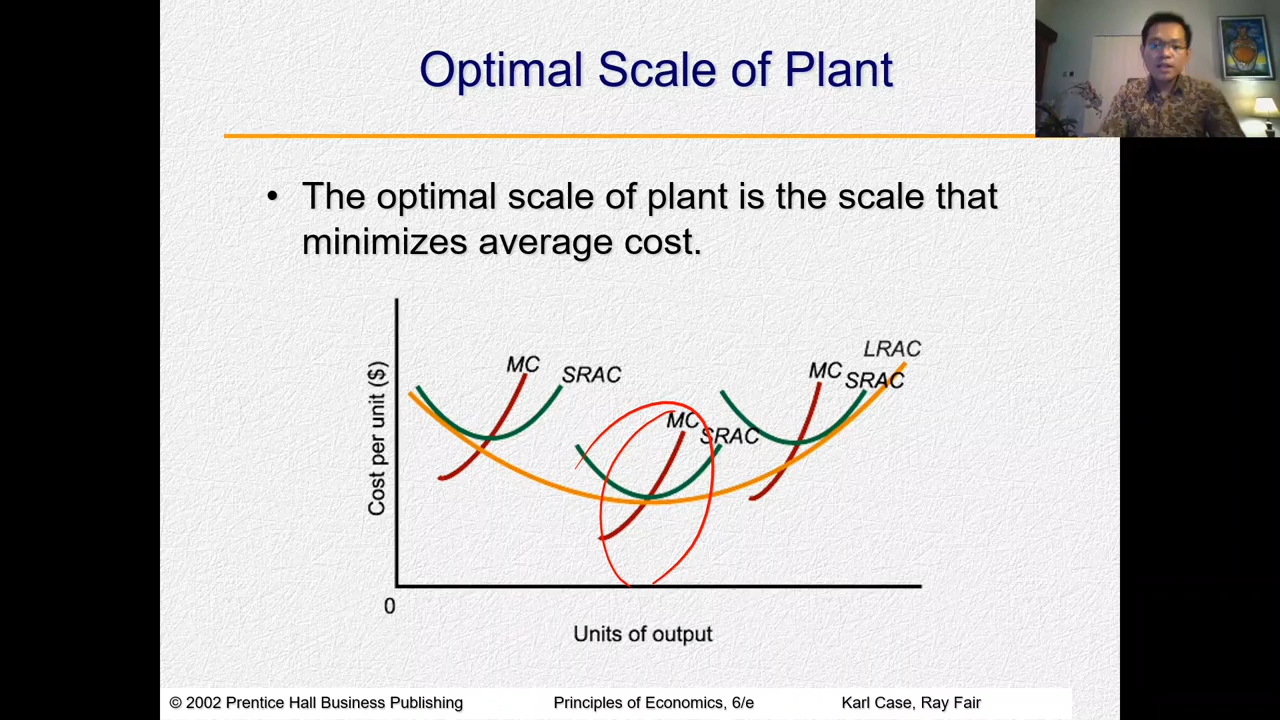 Optimal Scale of Plant
• The optimal scale of plant is the scale that
minimizes average cost.
Cost per unit ($)
MC
SRAC
MC
SRAC
MC
SRAC
LRAC
0
Units of output
© 2002 Prentice Hall Business Publishing
Principles of Economics, 6/e
Karl Case, Ray Fair